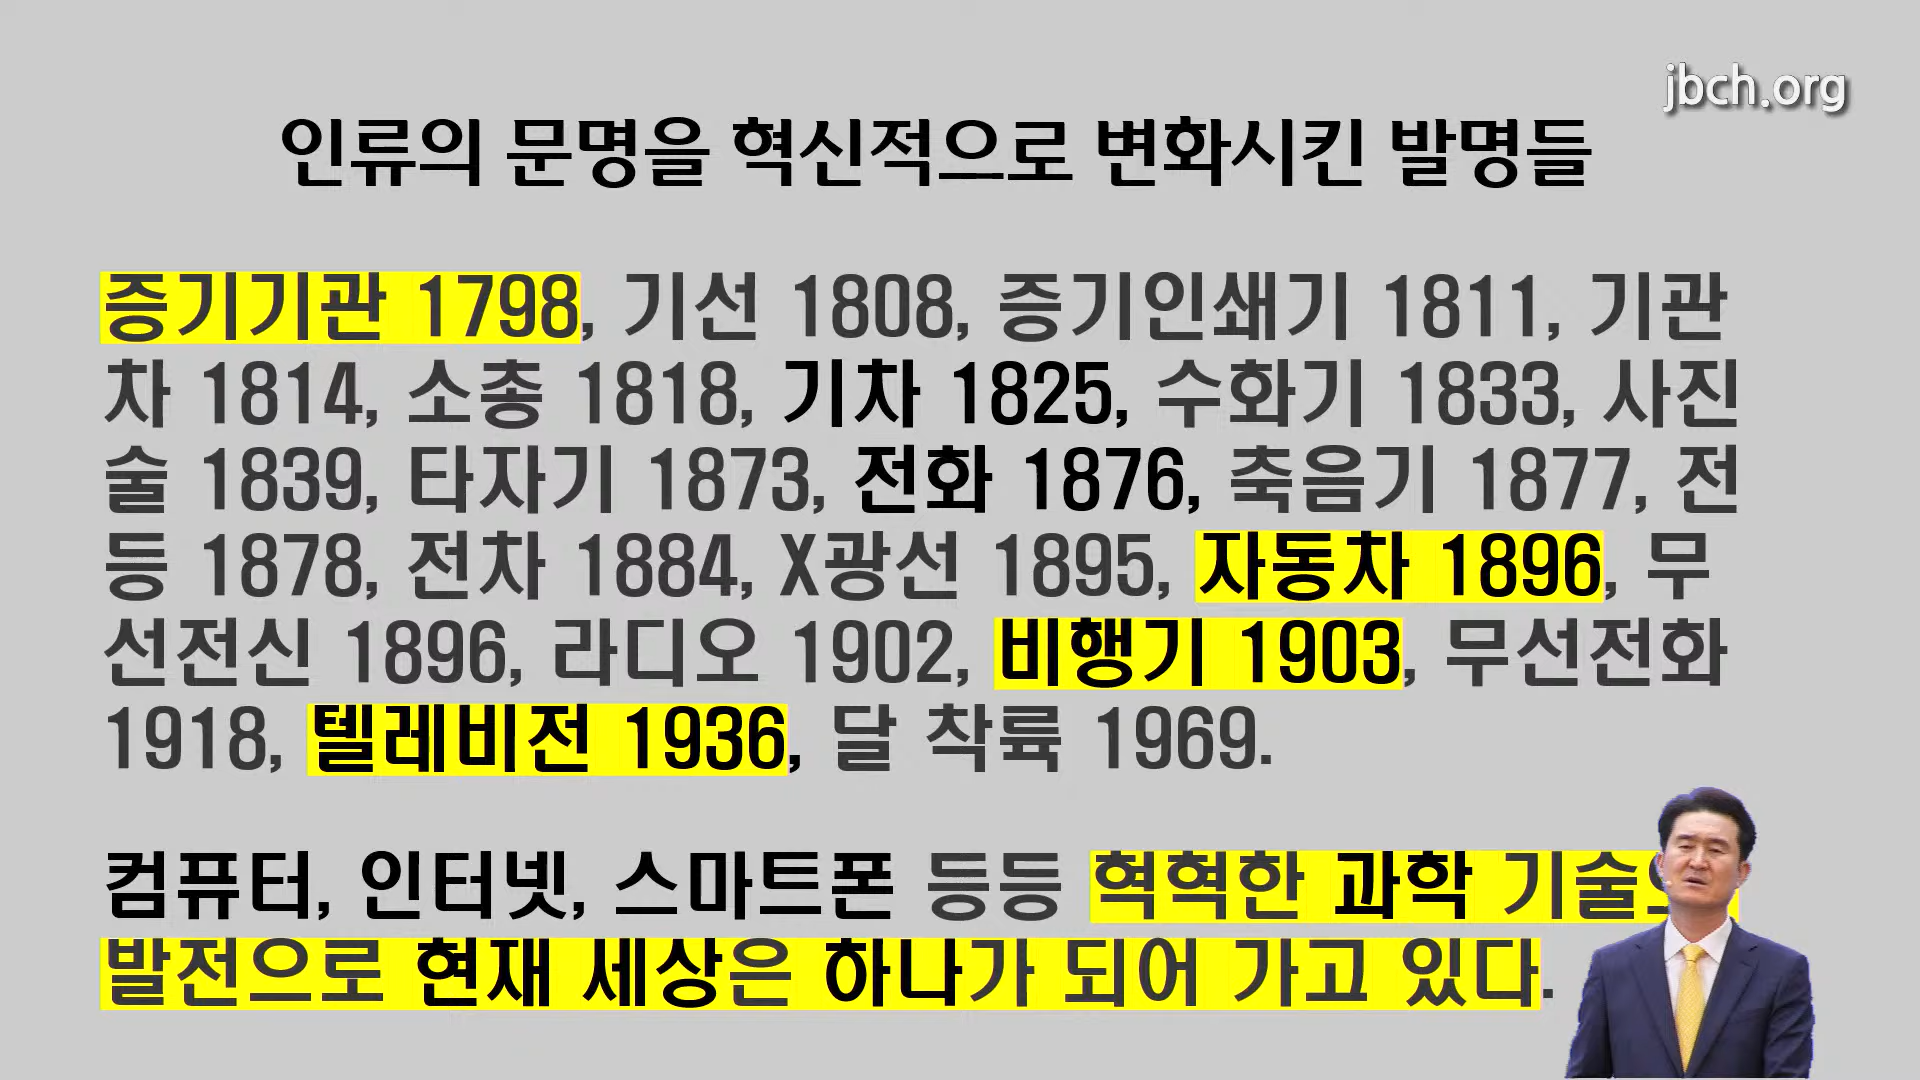 jbch.org
인류의 문명을 혁신적으로 변화시킨 발명들
증기기관 1798, 기선 1808, 증기인쇄기 1811, 기관
차 1814, 소총 1818, 기차 1825, 수화기 1833, 사진
술 1839, 타자기 1873, 전화 1876, 축음기 1877, 전
등 1878, 전차 1884, X광선 1895, 자동차 1896, 무
선전신 1896, 라디오 1902, 비행기 1903, 무선전화
1918, 텔레비전 1936, 달 착륙 1969.
컴퓨터, 인터넷, 스마트폰 등등 혁혁한 과학
발전으로 현재 세상은 하나가 되어 가고 있다.